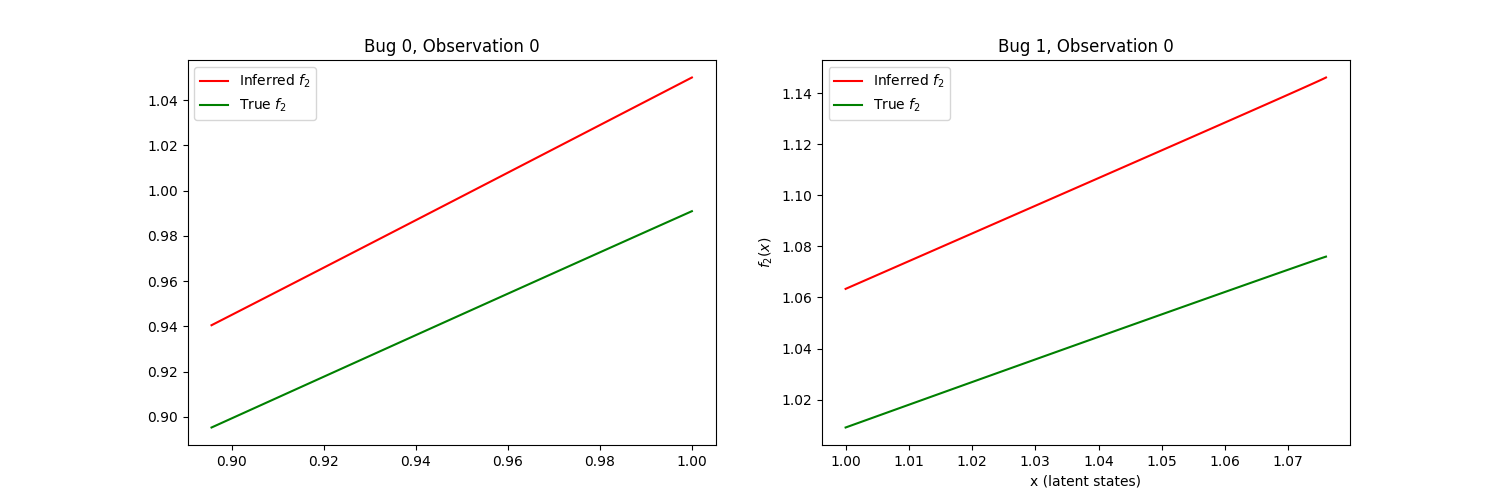 Bug 0, Observation 0
Inferred f₂
True f₂
1.04
1.02
1.00
0.98
0.96
0.94
0.92
0.90
0.90 0.92 0.94 0.96 0.98 1.00
Bug 1, Observation 0
Inferred f₂
True f₂
f₂(x)
1.14
1.12
1.10
1.08
1.06
1.04
1.02
1.00 1.01 1.02 1.03 1.04 1.05 1.06 1.07
x (latent states)